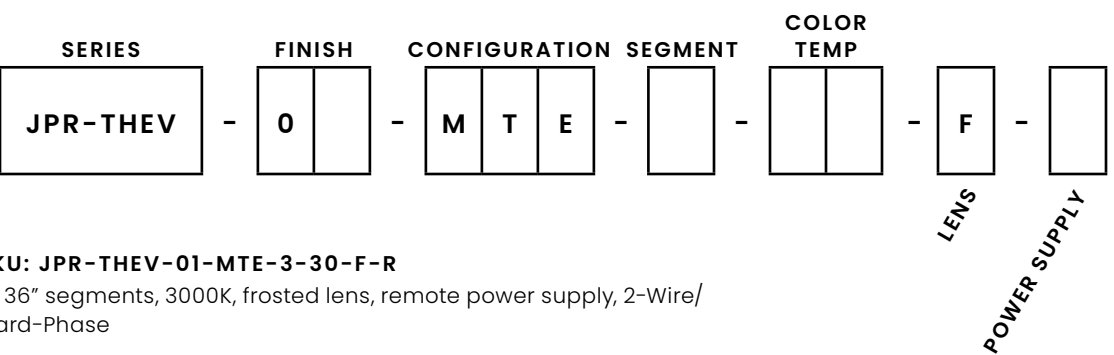 SERIES FINISH CONFIGURATION SEGMENT COLOR TEMP
JPR-THEV - 0 - M T E - - - F -
LENS
POWER SUPPLY
KU: JPR-THEV-01-MTE-3-30-F-R
36” segments, 3000K, frosted lens, remote power supply, 2-Wire/
ard-Phase